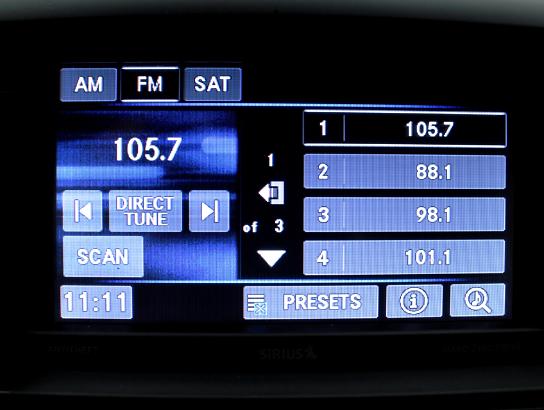 AM FM SAT
105.7
DIRECT
TUNE
SCAN
11:11
1
of 3
1 105.7
2 88.1
3 98.1
4 101.1
PRESETS
i
SIRIUS